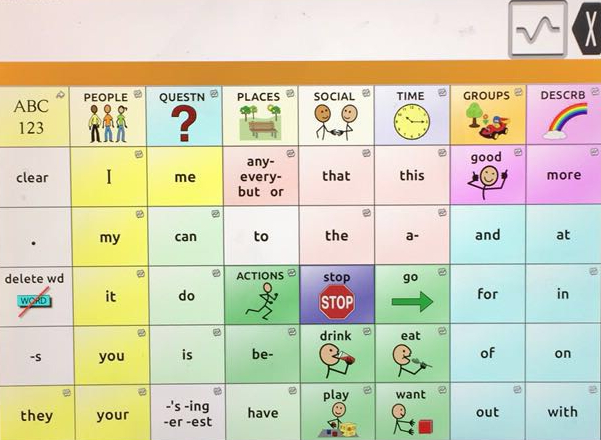 X
ABC
123
PEOPLE
QUESTN
?
PLACES
SOCIAL
TIME
GROUPS
DESCRB
clear
I
me
any-
every-
but or
that
this
good
more
.
my
can
to
the
a-
and
at
delete wd
WORD
it
do
ACTIONS
stop
STOP
go
for
in
-s
you
is
be-
drink
eat
of
on
they
your
-'s -ing
-er -est
have
play
want
out
with